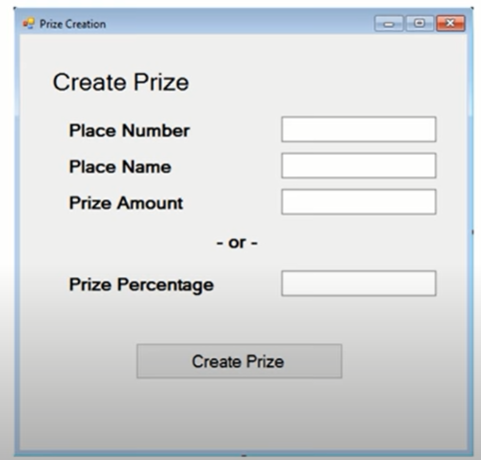 Prize Creation
Create Prize
Place Number
Place Name
Prize Amount
- or -
Prize Percentage
Create Prize